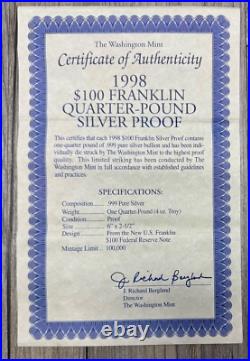 The Washington Mint
Certificate of Authenticity
1998
$100 FRANKLIN
QUARTER-POUND
SILVER PROOF
This certifies that each 1998 $100 Franklin Silver Proof contains
one-quarter pound of .999 pure silver bullion and has been indi-
vidually die struck by The Washington Mint to the highest proof
quality. This limited striking has been conducted by The
Washington Mint in full accordance with established guidelines
and practices.
SPECIFICATIONS:
Composition .999 Pure Silver
Weight One Quarter-Pound (4 oz. Troy)
Condition Proof
Size 6" x 2-1/2"
Design From the New U.S. Franklin
$100 Federal Reserve Note
Mintage Limit 100,000
J. Richard Bergland
J. Richard Bergland
Director
The Washington Mint